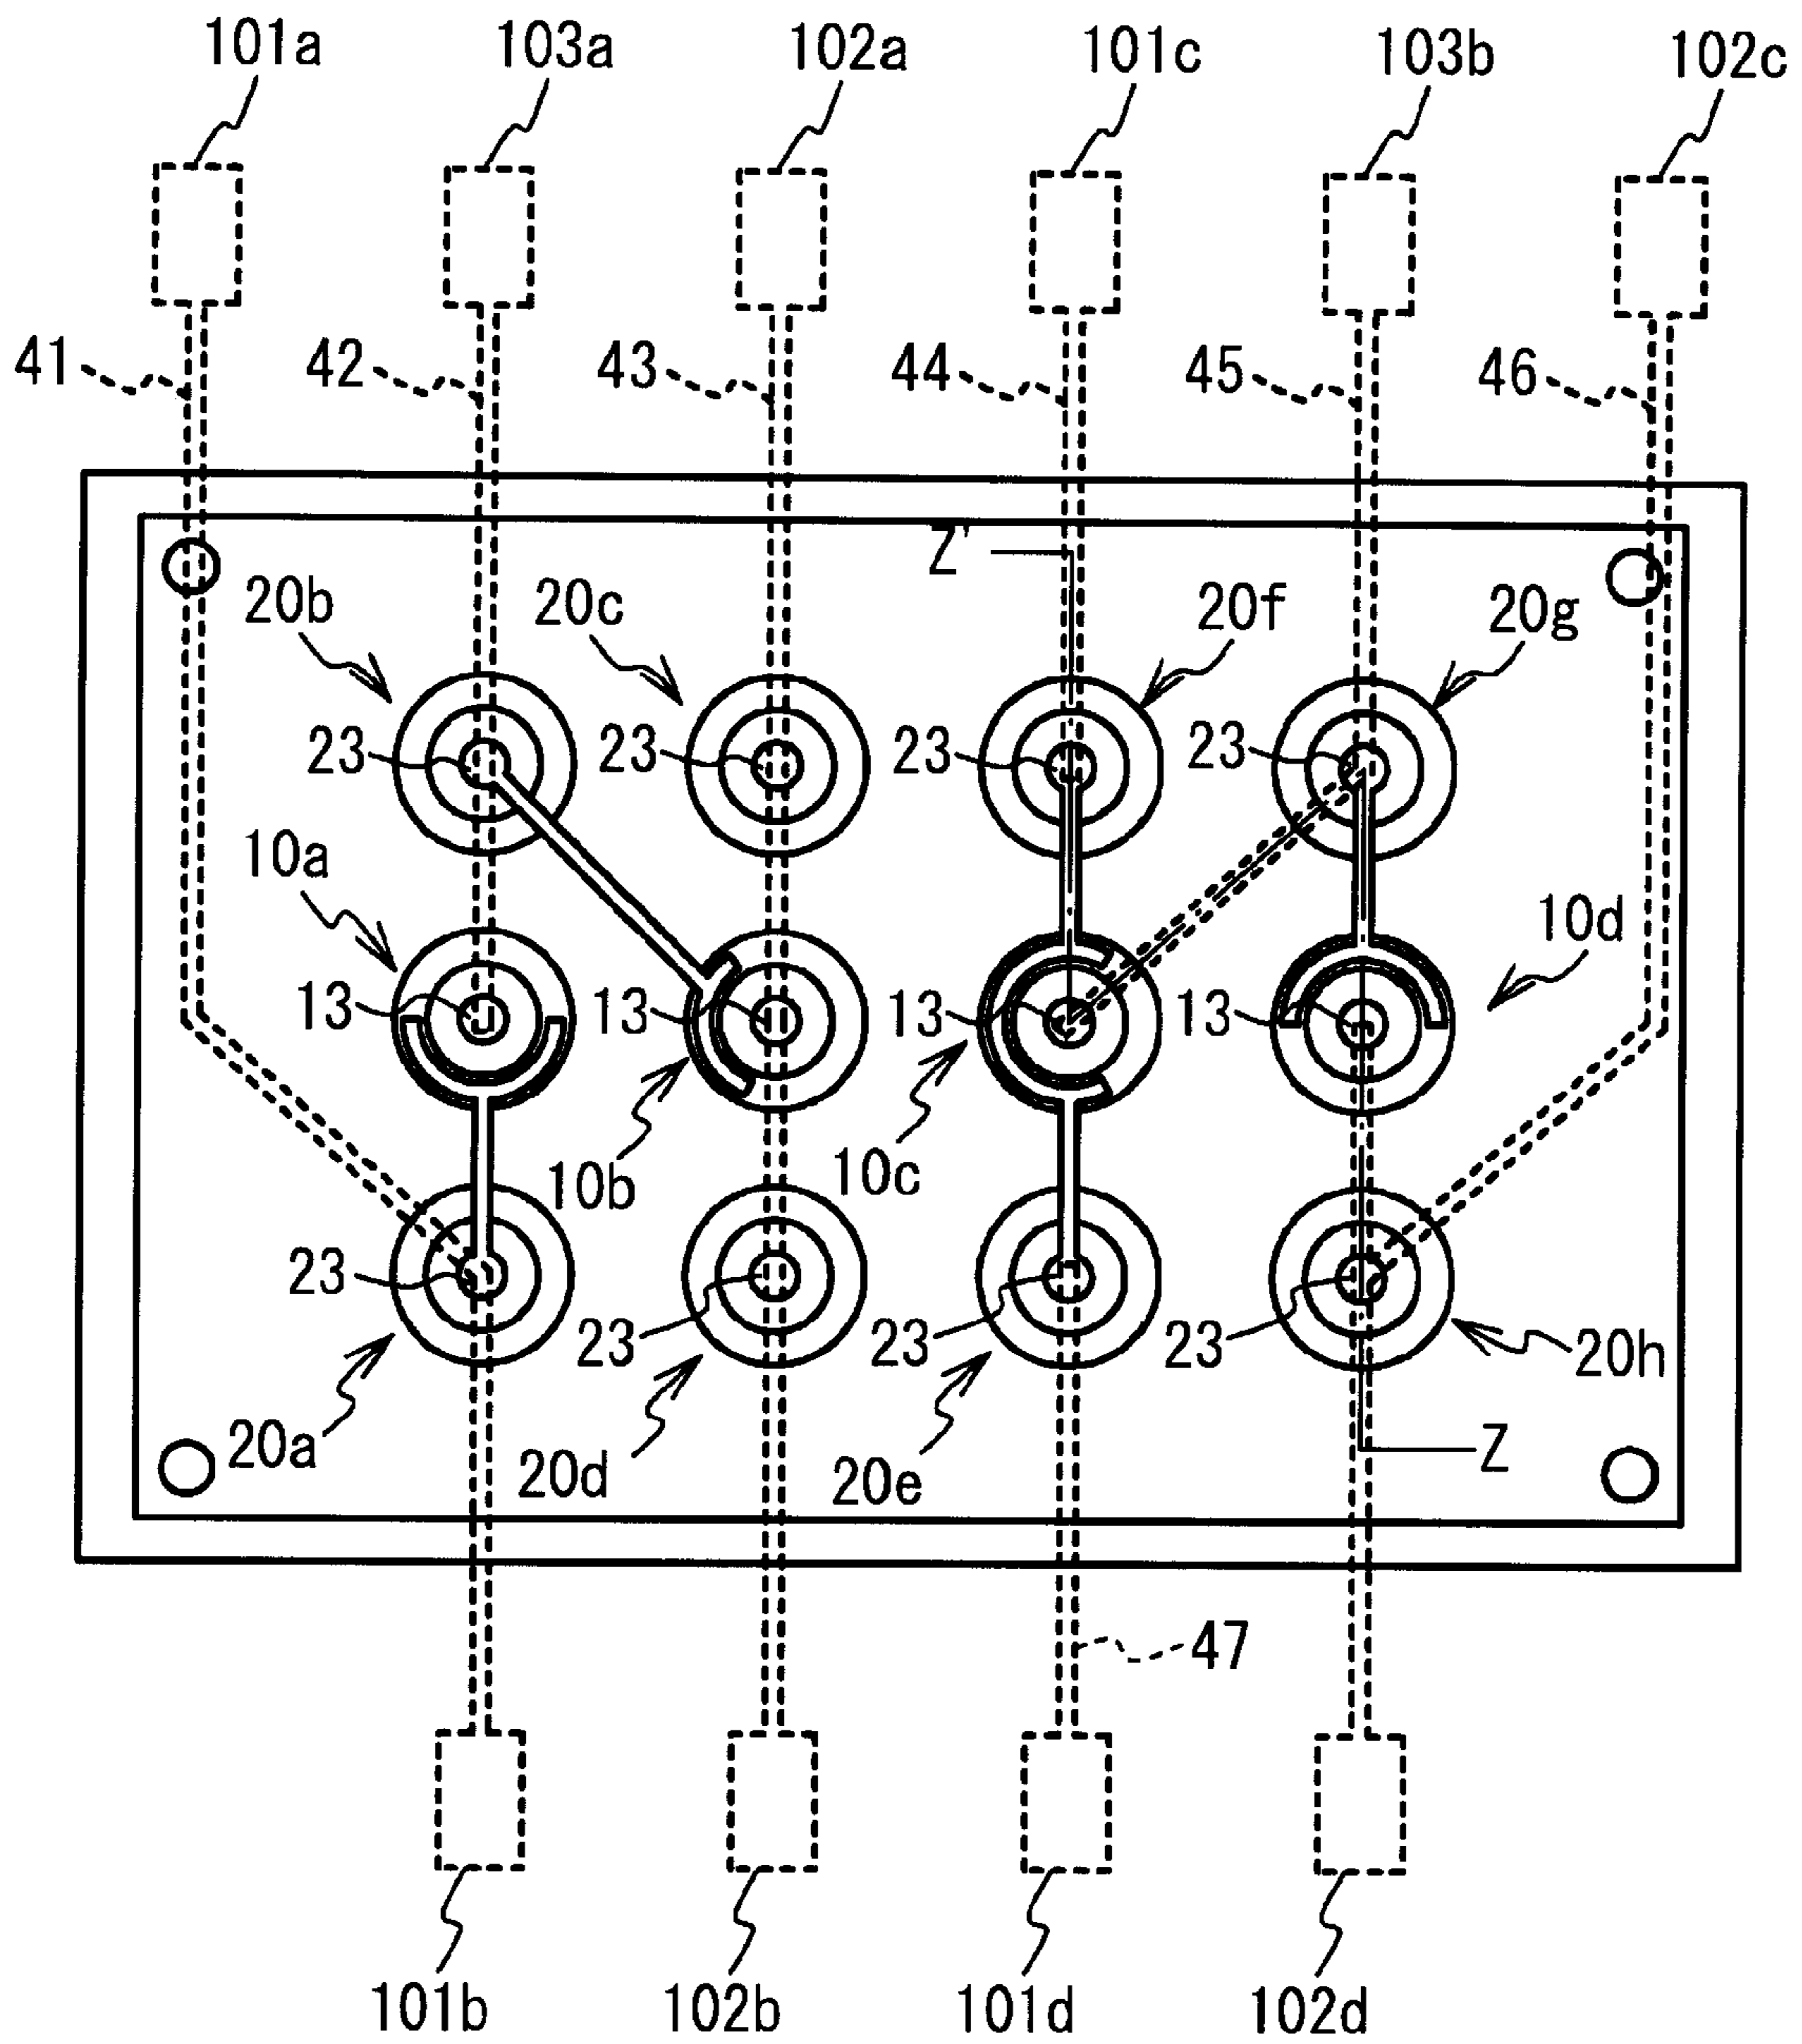 101a 103a 102a 101c 103b 102c
41 42 43 44 45 46
Z'
20b 20c 20f 20g
23 23 23 23
10a 10d
13 13 13 13
10b 10c
23 23 23 23
20h
20a 20d 20e Z
47
101b 102b 101d 102d